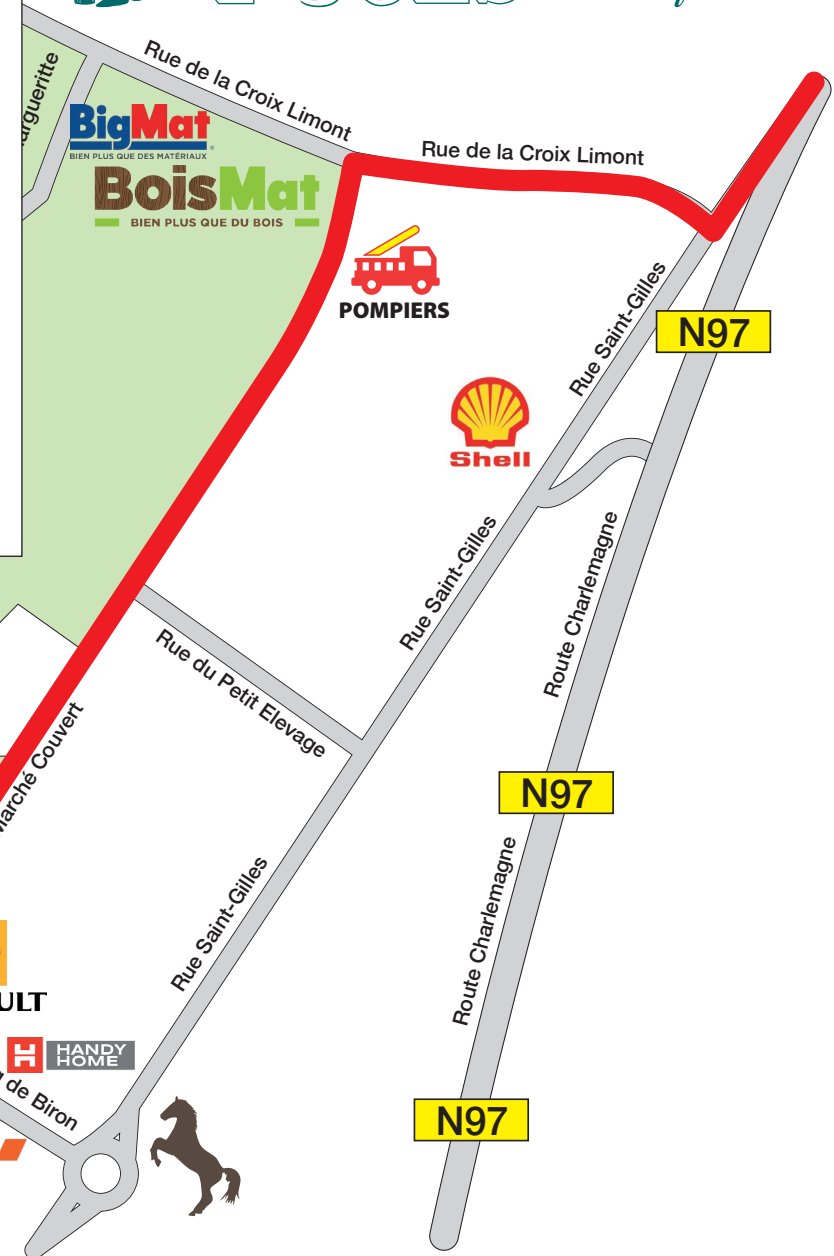 Rue de la Croix Limont
BigMat
BIEN PLUS QUE DES MATÉRIAUX
BoisMat
BIEN PLUS QUE DU BOIS
Rue de la Croix Limont
POMPIERS
Rue Saint-Gilles
N97
Shell
Rue Saint-Gilles
Route Charlemagne
Rue du Petit Elevage
Marché Couvert
N97
Rue Saint-Gilles
Route Charlemagne
ULT
HANDY
HOME
de Biron
N97